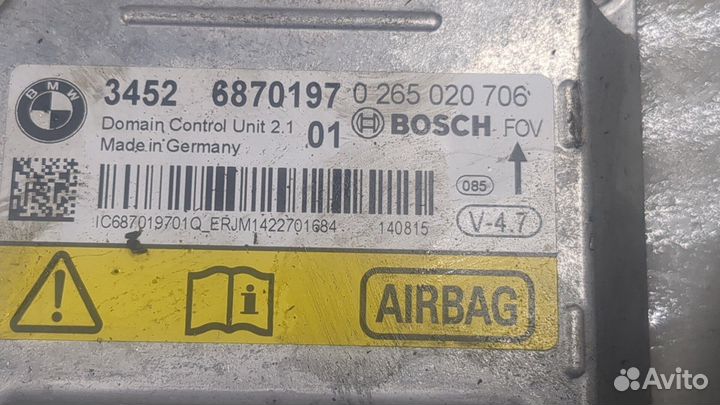 BMW
3452 6870197 0 265 020 706
Domain Control Unit 2.1 01 BOSCH FOV
Made in Germany
085
IC687019701Q_ERJM1422701684 140815
V-4.7
AIRBAG
Avito